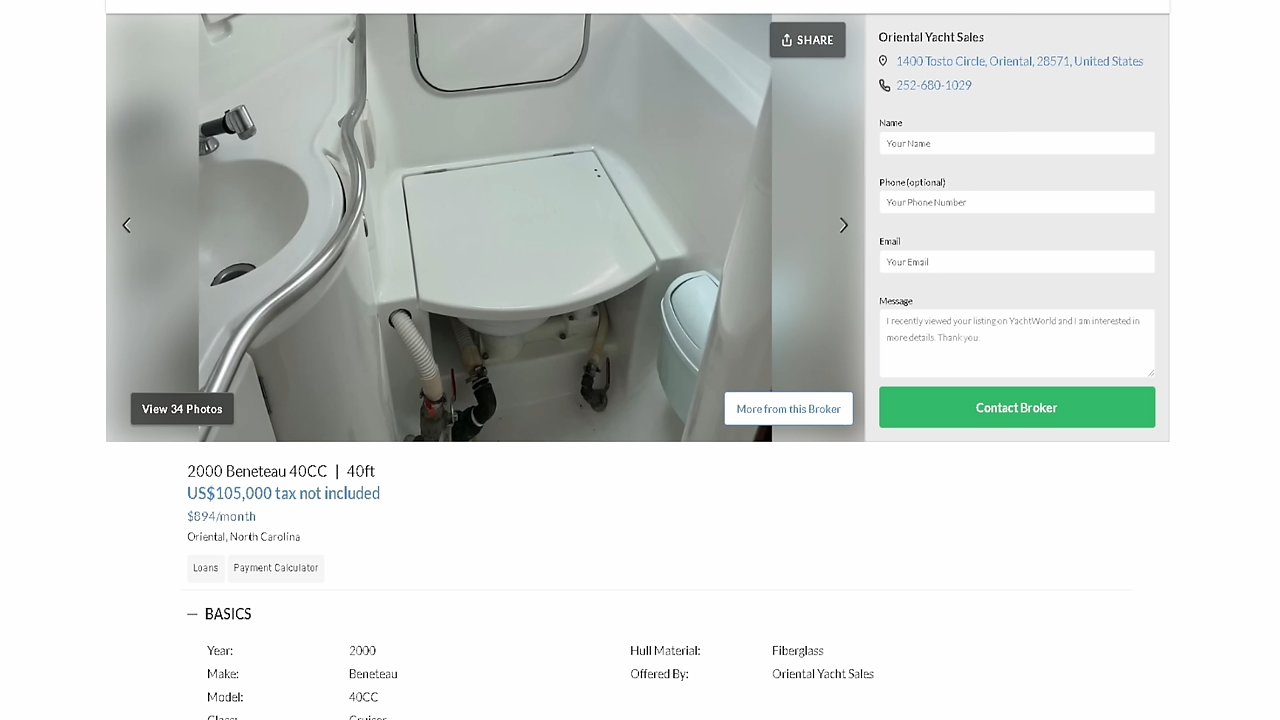 SHARE
View 34 Photos
More from this Broker
Oriental Yacht Sales
1400 Tosto Circle, Oriental, 28571, United States
252-680-1029
Name
Your Name
Phone (optional)
Your Phone Number
Email
Your Email
Message
I recently viewed your listing on YachtWorld and I am interested in
more details. Thank you.
Contact Broker
2000 Beneteau 40CC | 40ft
US$105,000 tax not included
$894/month
Oriental, North Carolina
Loans Payment Calculator
— BASICS
Year: 2000 Hull Material: Fiberglass
Make: Beneteau Offered By: Oriental Yacht Sales
Model: 40CC
Class: Cruiser